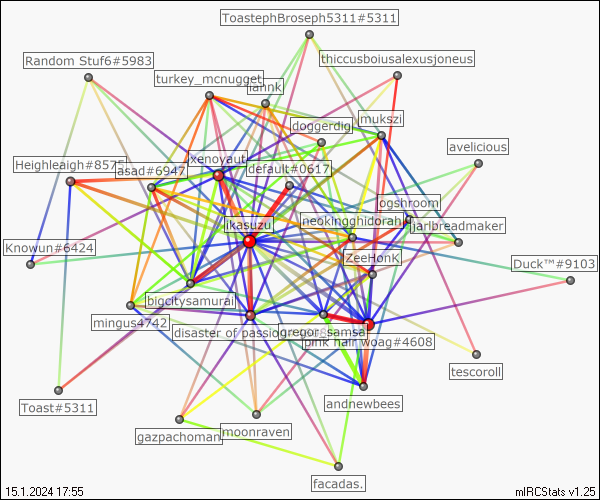 ToastephBroseph5311#5311
thiccusboiusalexusjoneus
Random Stuf6#5983
turkey_mcnugget
iannk
doggerdig
mukszi
avelicious
Heighleaigh#857
asad#6947
xenoyaut
default#0617
ogshroom
jarlbreadmaker
neokingghidorah
ikasuzu
Knowun#6424
ZeeHonk
Duck™#9103
bigcitysamurai
mingus4742
disaster of passio
gregor_samsa
pink hair woag#4608
tescoroll
Toast#5311
andnewbees
gazpachoman
moonraven
facadas.
15.1.2024 17:55
mIRCStats v1.25